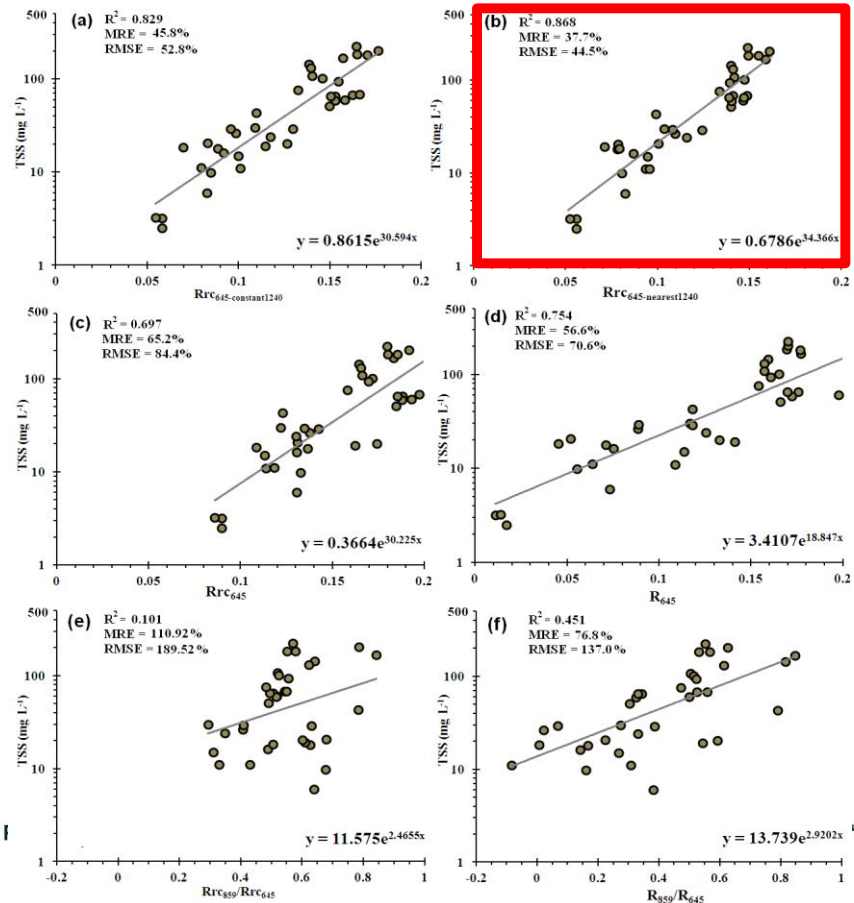 (a)
R² = 0.829
MRE = 45.8%
RMSE = 52.8%
500
100
10
1
TSS (mg L⁻¹)
y = 0.8615e^30.594x
0 0.05 0.1 0.15 0.2
Rrc645-constant1240
(b)
R² = 0.868
MRE = 37.7%
RMSE = 44.5%
500
100
10
1
TSS (mg L⁻¹)
y = 0.6786e^34.366x
0 0.05 0.1 0.15 0.2
Rrc645-nearest1240
(c)
R² = 0.697
MRE = 65.2%
RMSE = 84.4%
500
100
10
1
TSS (mg L⁻¹)
y = 0.3664e^30.225x
0 0.05 0.1 0.15 0.2
Rrc645
(d)
R² = 0.754
MRE = 56.6%
RMSE = 70.6%
500
100
10
1
TSS (mg L⁻¹)
y = 3.4107e^18.847x
0 0.05 0.1 0.15 0.2
R645
(e)
R² = 0.101
MRE = 110.92%
RMSE = 189.52%
500
100
10
1
TSS (mg L⁻¹)
y = 11.575e^2.4655x
-0.2 0 0.2 0.4 0.6 0.8 1
Rrc859/Rrc645
(f)
R² = 0.451
MRE = 76.8%
RMSE = 137.0%
500
100
10
1
TSS (mg L⁻¹)
y = 13.739e^2.9202x
-0.2 0 0.2 0.4 0.6 0.8 1
R859/R645